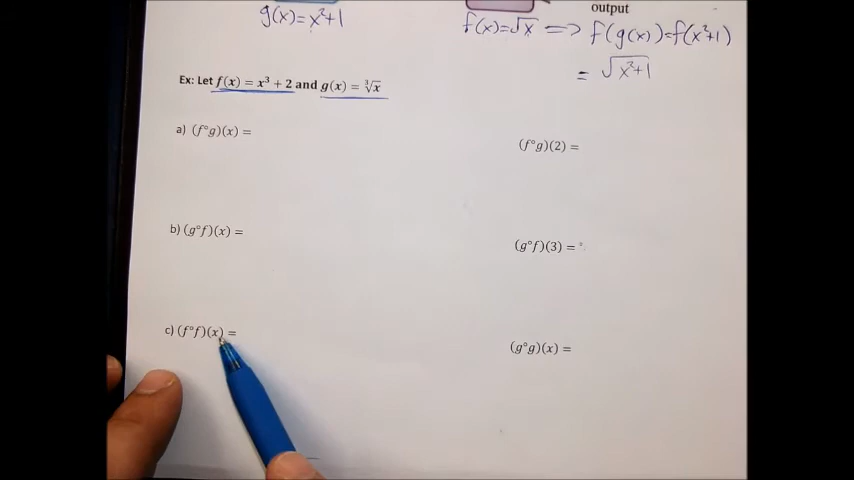 output
g(x)=x²+1
f(x)=√x => f(g(x))=f(x²+1)
= √x²+1
Ex: Let f(x) = x³ + 2 and g(x) = ∛x
a) (f°g)(x) =
(f°g)(2) =
b) (g°f)(x) =
(g°f)(3) =
c) (f°f)(x) =
(g°g)(x) =